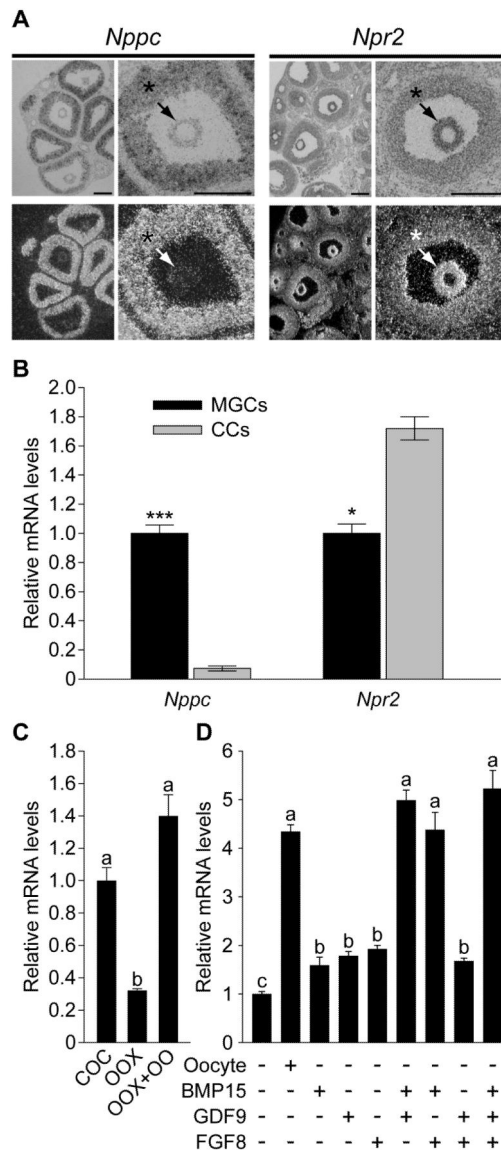 A
Nppc Npr2
* *
* *
B
2.0
1.8
1.6
1.4
1.2
1.0
0.8
0.6
0.4
0.2
0
Relative mRNA levels
MGCs
CCs
*** *
Nppc Npr2
C
1.8
1.6
1.4
1.2
1.0
0.8
0.6
0.4
0.2
0
Relative mRNA levels
a b a
COC OOX OOX+OO
D
6
5
4
3
2
1
0
Relative mRNA levels
c a b b b a a b a
Oocyte - + - - - - - - -
BMP15 - - + - - + + - +
GDF9 - - - + - + - + +
FGF8 - - - - + - + + +